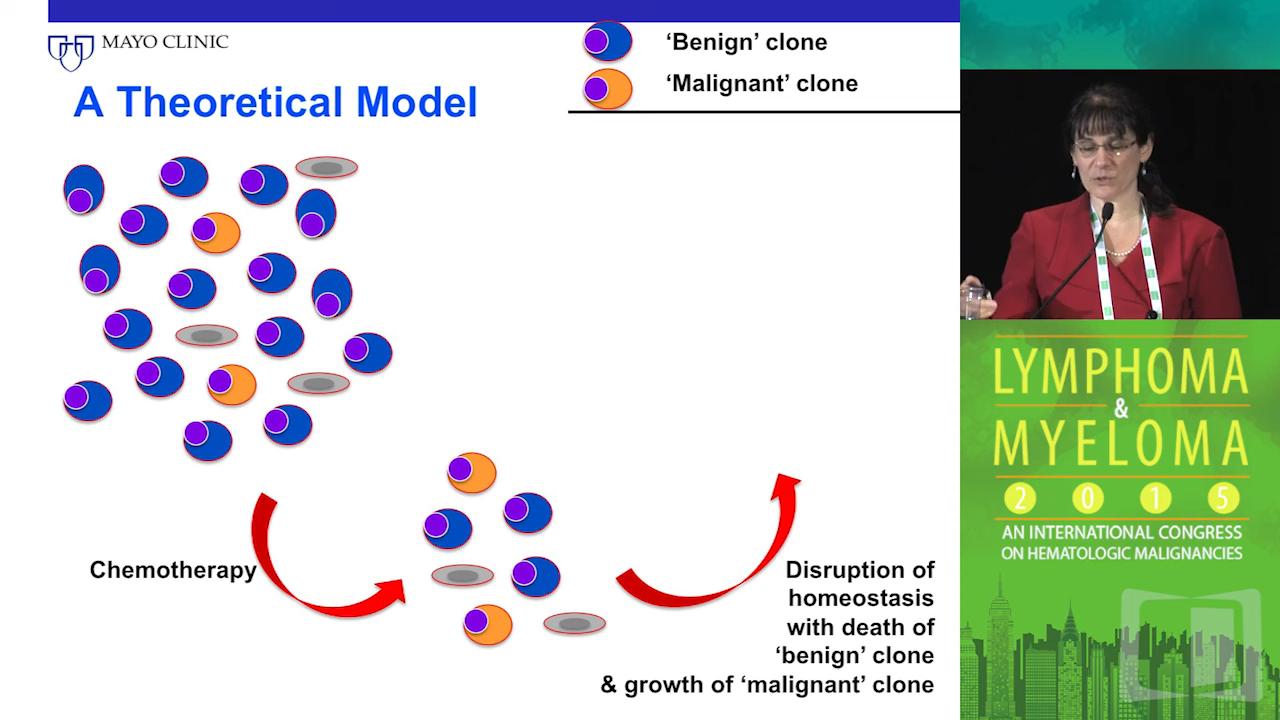 MAYO CLINIC
A Theoretical Model
‘Benign’ clone
‘Malignant’ clone
Chemotherapy
Disruption of
homeostasis
with death of
‘benign’ clone
& growth of ‘malignant’ clone
LYMPHOMA
&
MYELOMA
2 0 1 5
AN INTERNATIONAL CONGRESS
ON HEMATOLOGIC MALIGNANCIES